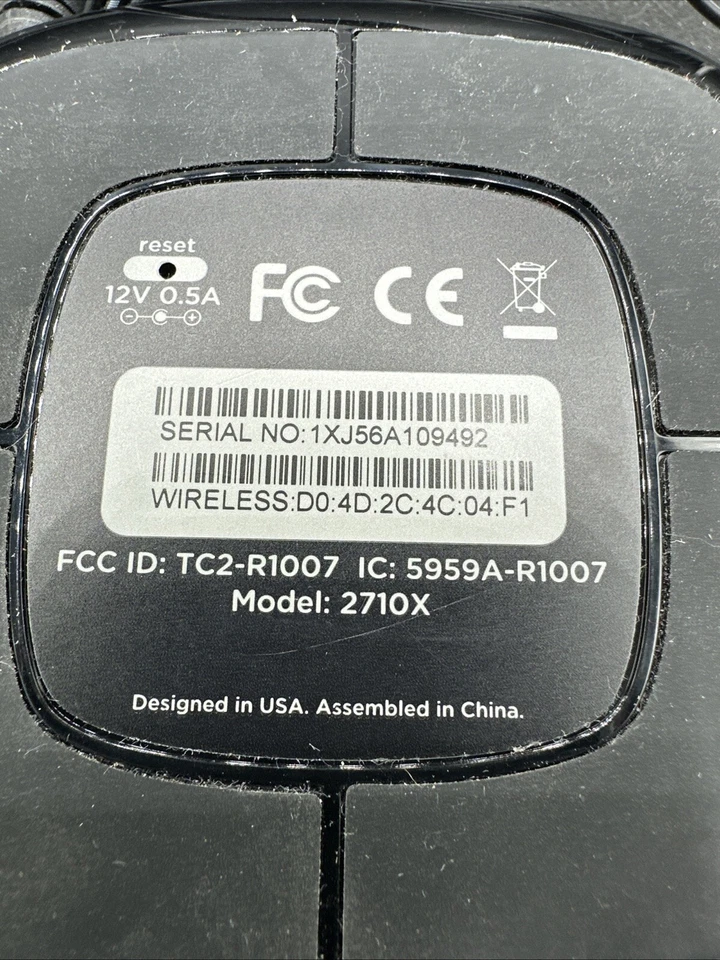 reset
12V 0.5A
FC CE
SERIAL NO:1XJ56A109492
WIRELESS:D0:4D:2C:4C:04:F1
FCC ID: TC2-R1007 IC: 5959A-R1007
Model: 2710X
Designed in USA. Assembled in China.